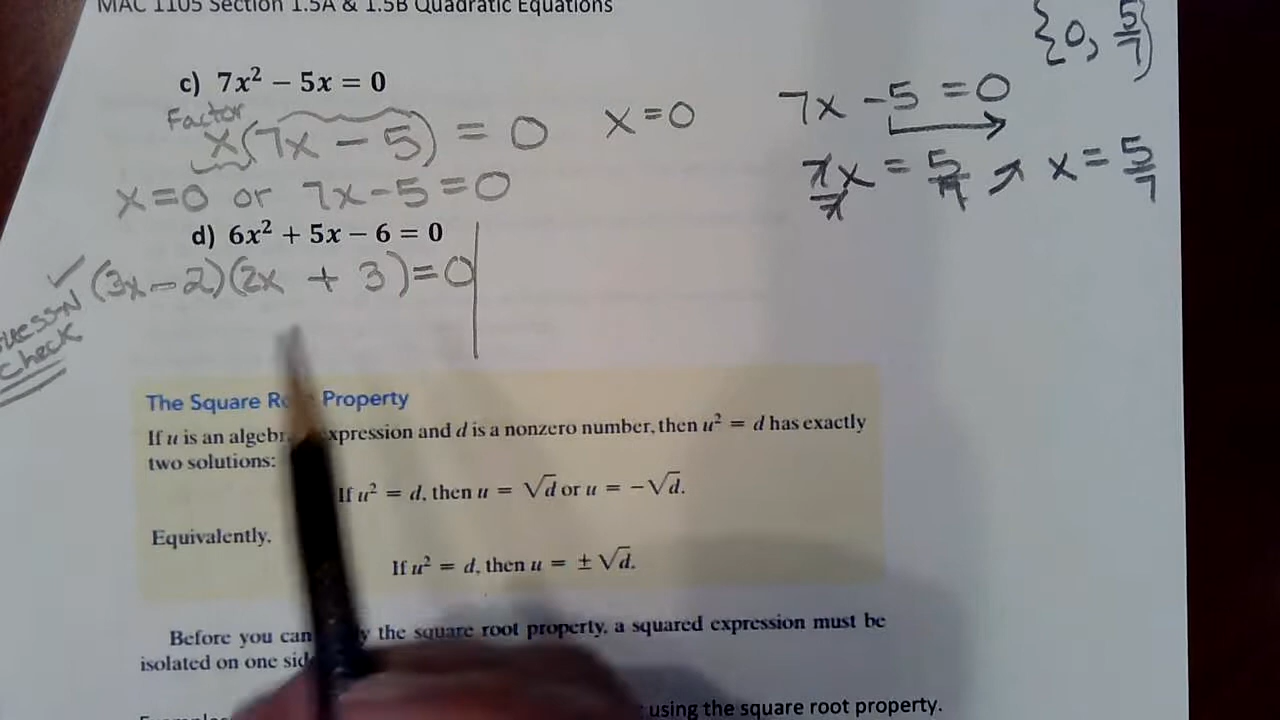 MAC 1105 Section 1.5A & 1.5B Quadratic Equations
{0, 5/7}
c) 7x² − 5x = 0
Factor
x(7x − 5) = 0
x = 0
7x − 5 = 0
7x/7 = 5/7 → x = 5/7
x = 0 or 7x − 5 = 0
d) 6x² + 5x − 6 = 0
(3x − 2)(2x + 3) = 0
check
The Square Property
If u is an expression and d is a nonzero number, then u² = d has exactly
two solutions:
If u² = d, then u = √d or u = −√d.
Equivalently,
If u² = d, then u = ± √d.
Before you can the square root property, a squared expression must be
isolated on one
using the square root property.